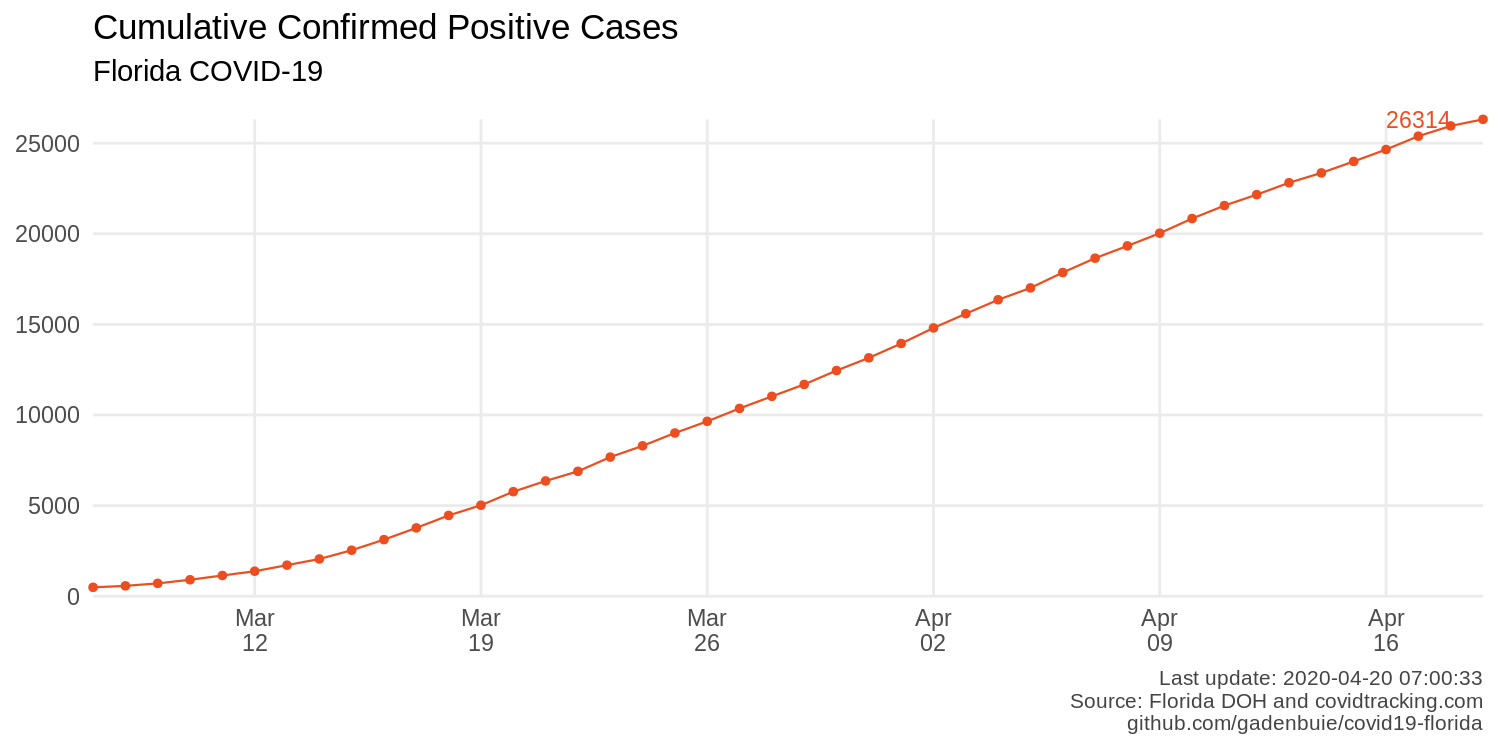 Cumulative Confirmed Positive Cases
Florida COVID-19
26314
25000
20000
15000
10000
5000
0
Mar
12
Mar
19
Mar
26
Apr
02
Apr
09
Apr
16
Last update: 2020-04-20 07:00:33
Source: Florida DOH and covidtracking.com
github.com/gadenbuie/covid19-florida